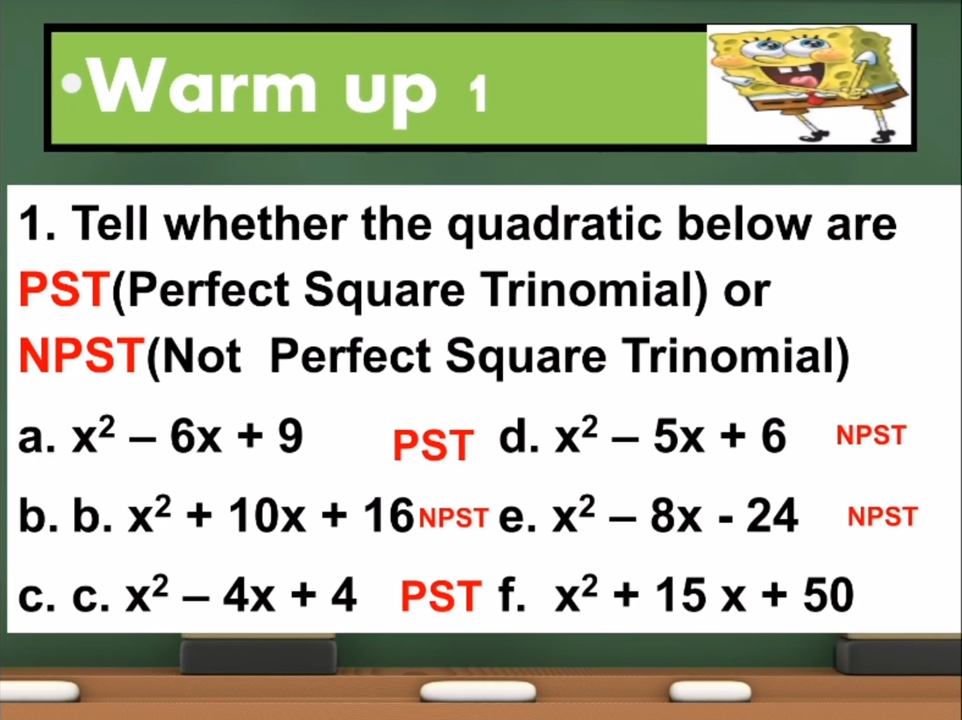 •Warm up 1
1. Tell whether the quadratic below are
PST(Perfect Square Trinomial) or
NPST(Not Perfect Square Trinomial)
a. x² – 6x + 9 PST d. x² – 5x + 6 NPST
b. b. x² + 10x + 16 NPST e. x² – 8x - 24 NPST
c. c. x² – 4x + 4 PST f. x² + 15 x + 50